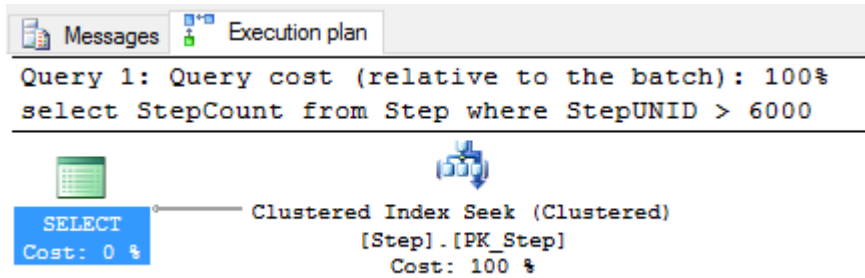 Messages Execution plan
Query 1: Query cost (relative to the batch): 100%
select StepCount from Step where StepUNID > 6000
SELECT
Cost: 0 %
Clustered Index Seek (Clustered)
[Step].[PK_Step]
Cost: 100 %